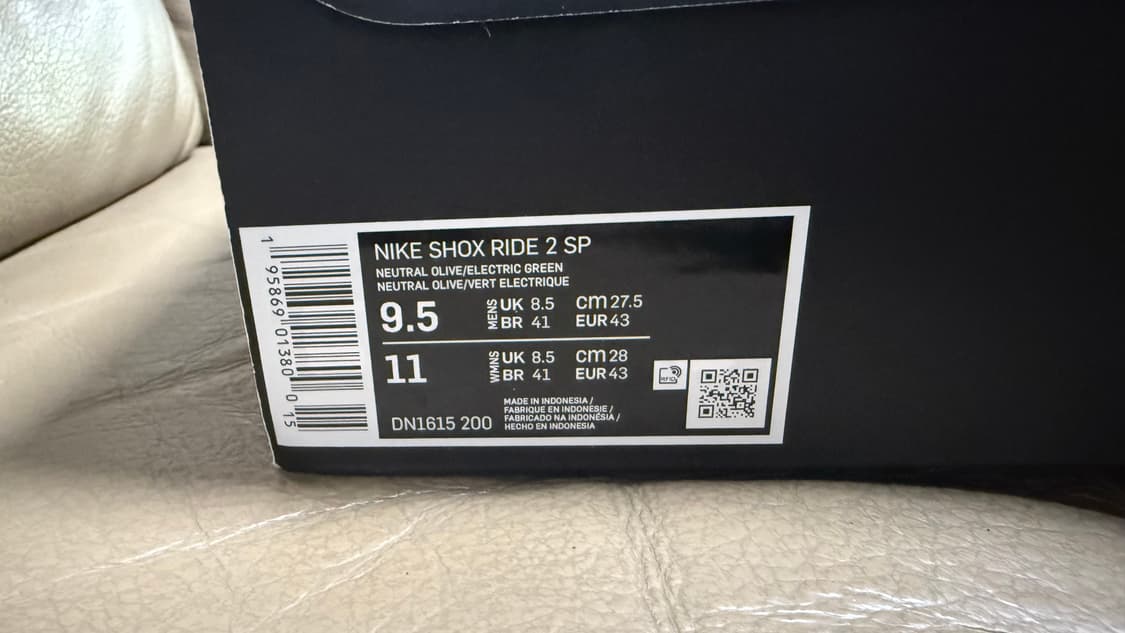 NIKE SHOX RIDE 2 SP
NEUTRAL OLIVE/ELECTRIC GREEN
NEUTRAL OLIVE/VERT ELECTRIQUE
9.5 MENS UK 8.5 cm 27.5
BR 41 EUR 43
11 WMNS UK 8.5 cm 28
BR 41 EUR 43
DN1615 200
MADE IN INDONESIA /
FABRIQUE EN INDONESIE /
FABRICADO NA INDONÉSIA /
HECHO EN INDONESIA
RFID
1 95869 01380 0 15